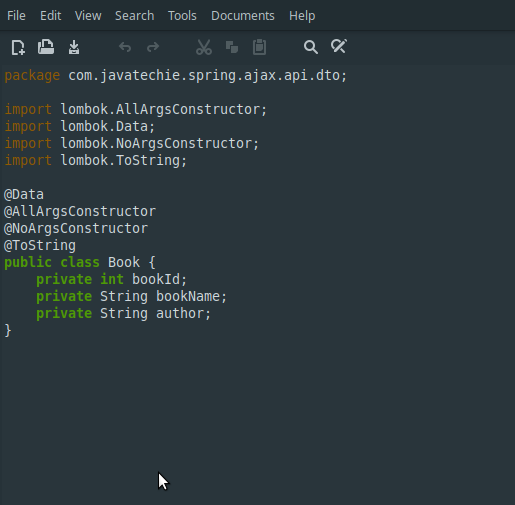 File Edit View Search Tools Documents Help
package com.javatechie.spring.ajax.api.dto;
import lombok.AllArgsConstructor;
import lombok.Data;
import lombok.NoArgsConstructor;
import lombok.ToString;
@Data
@AllArgsConstructor
@NoArgsConstructor
@ToString
public class Book {
    private int bookId;
    private String bookName;
    private String author;
}